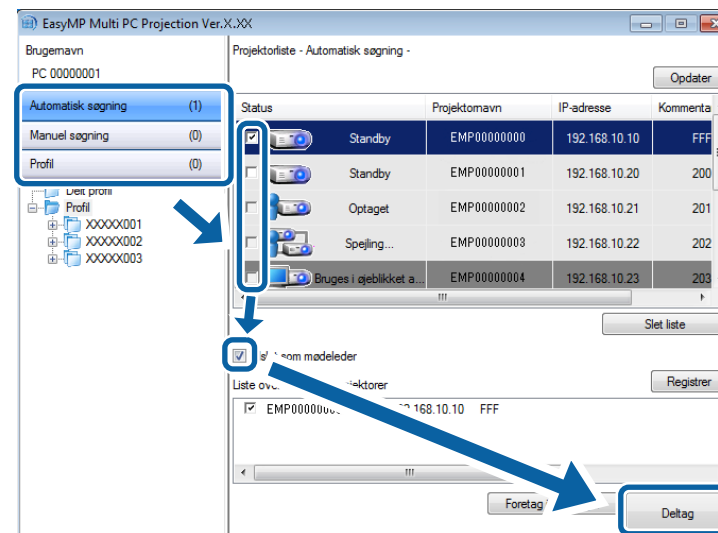 EasyMP Multi PC Projection Ver.X.XX
Brugernavn
PC 00000001
Automatisk søgning (1)
Manuel søgning (0)
Profil (0)
Delt profil
Profil
XXXXX001
XXXXX002
XXXXX003
Projektorliste - Automatisk søgning -
Opdater
Status Projektornavn IP-adresse Kommenta
Standby EMP00000000 192.168.10.10 FFF
Standby EMP00000001 192.168.10.20 200
Optaget EMP00000002 192.168.10.21 201
Spejling... EMP00000003 192.168.10.22 202
Bruges i øjeblikket a... EMP00000004 192.168.10.23 203
Slet liste
som mødeleder
Liste
Registrer
168.10.10 FFF
Foretag
Deltag